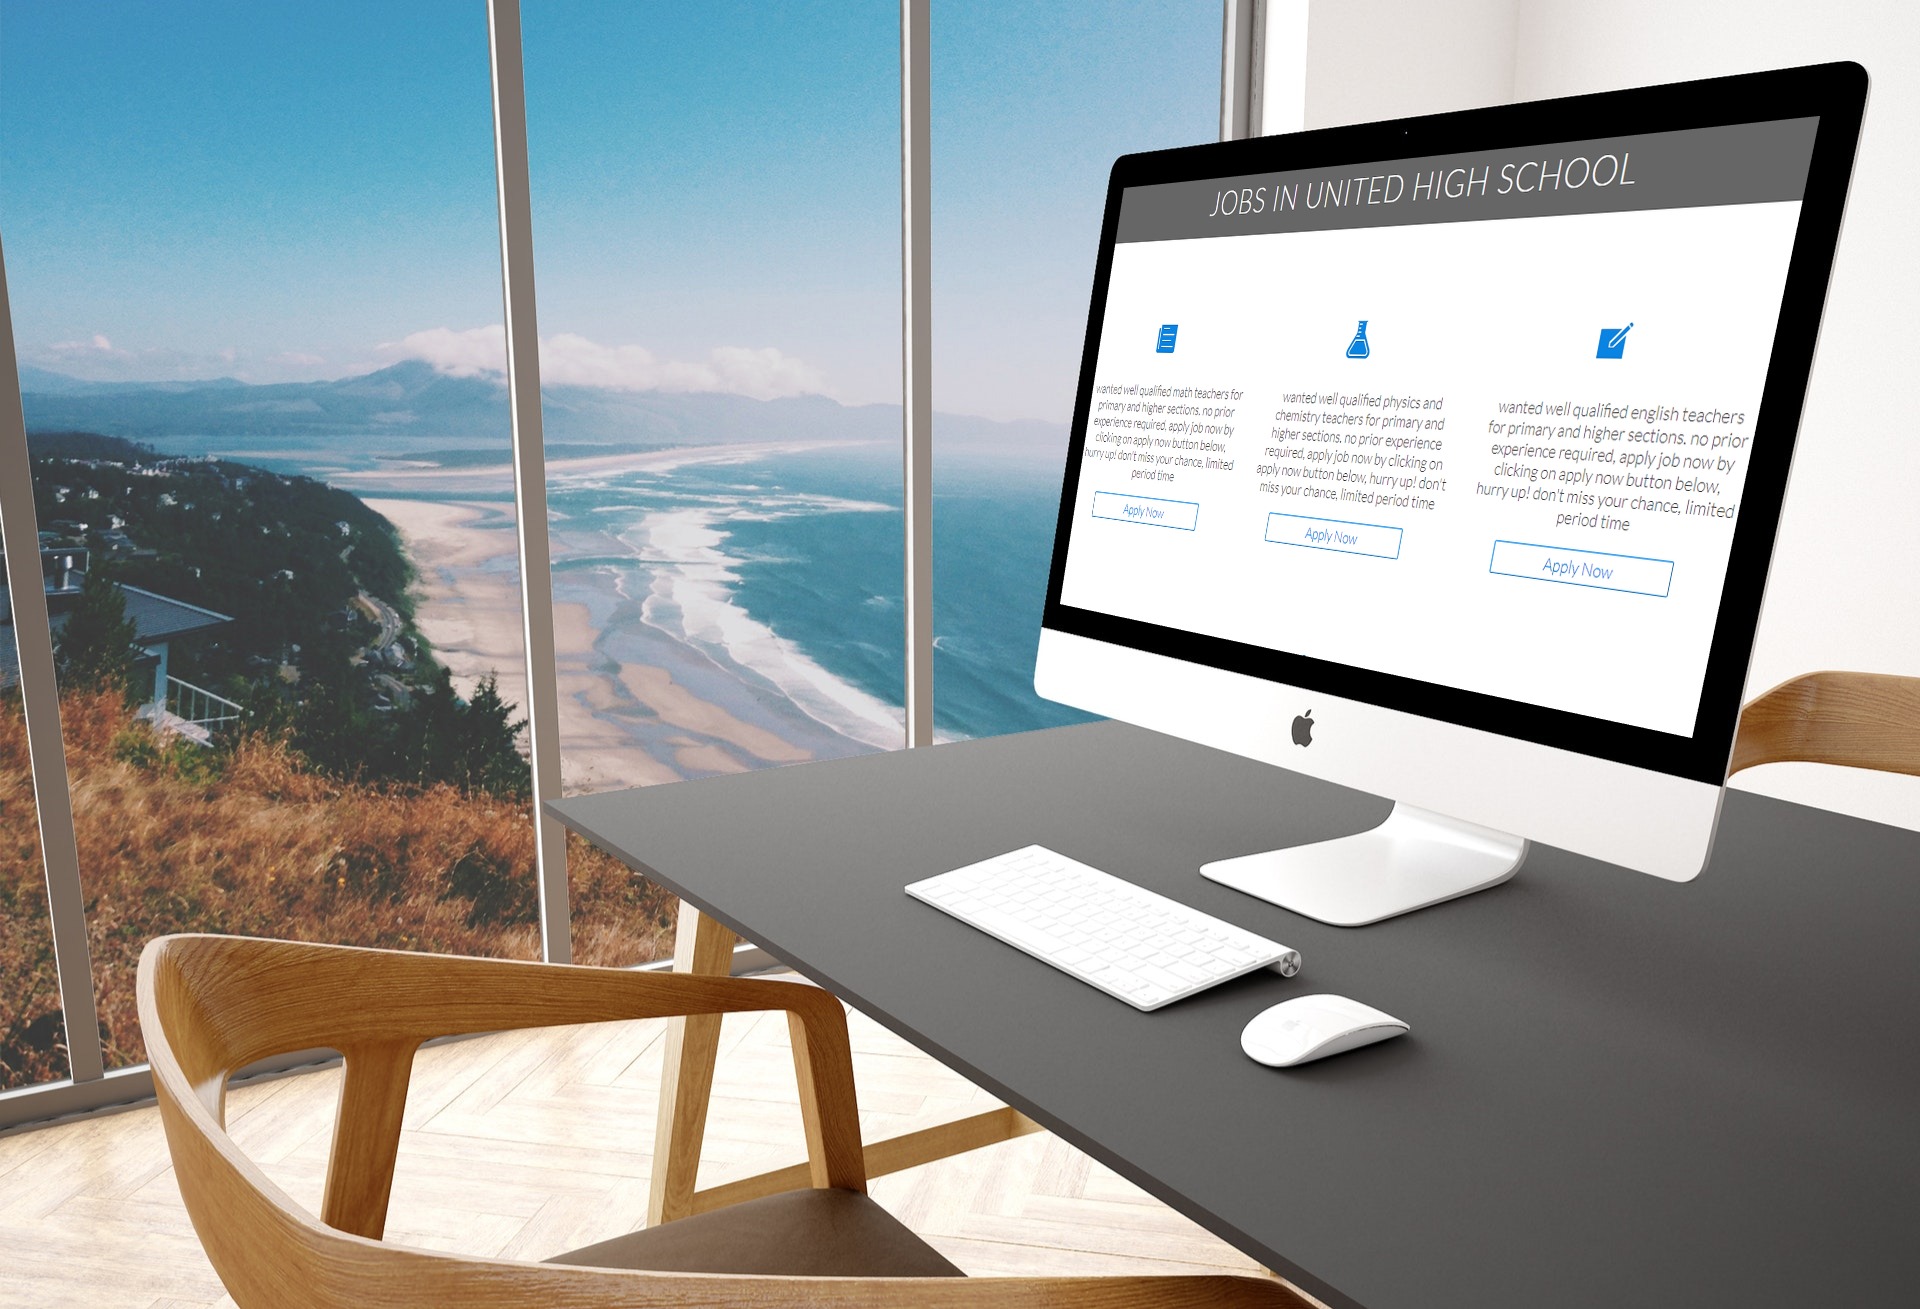 JOBS IN UNITED HIGH SCHOOL
wanted well qualified math teachers for
primary and higher sections. no prior
experience required, apply job now by
clicking on apply now button below,
hurry up! don't miss your chance, limited
period time
Apply Now
wanted well qualified physics and
chemistry teachers for primary and
higher sections. no prior experience
required, apply job now by clicking on
apply now button below, hurry up! don't
miss your chance, limited period time
Apply Now
wanted well qualified english teachers
for primary and higher sections. no prior
experience required, apply job now by
clicking on apply now button below,
hurry up! don't miss your chance, limited
period time
Apply Now